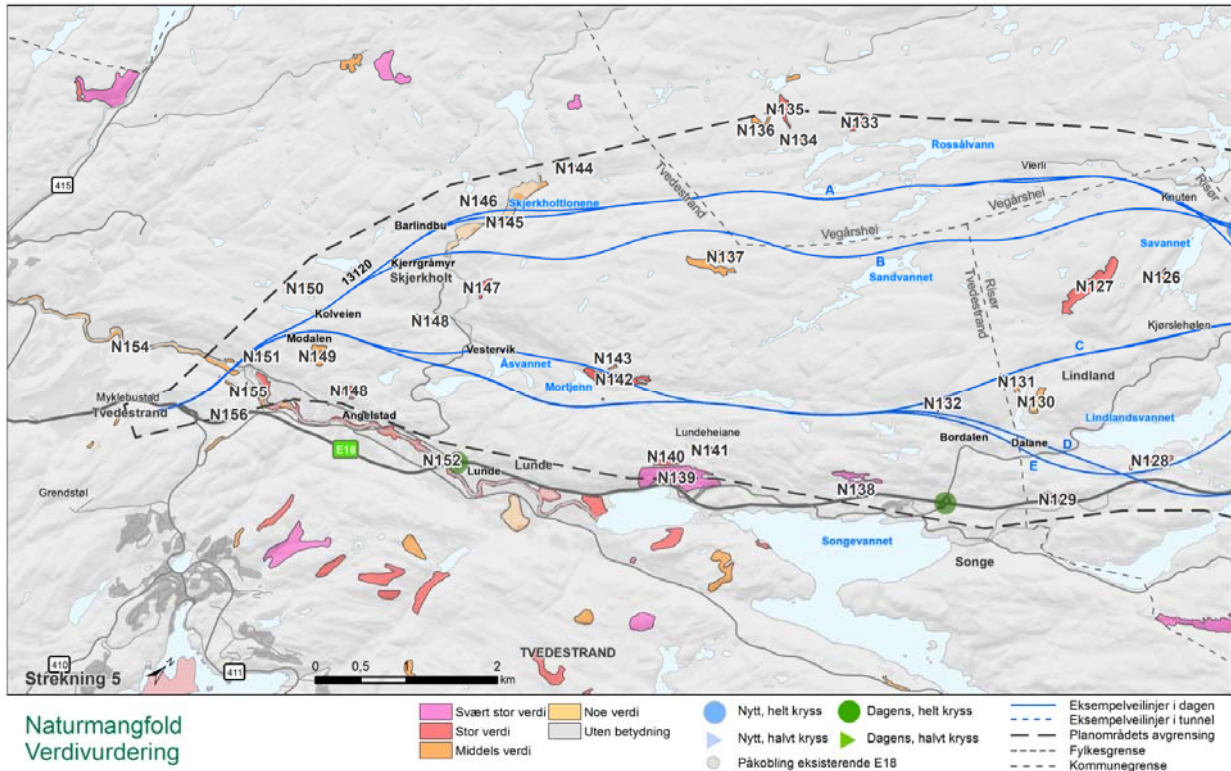 N135
N136
N133
N134
Rossålvann
415
N144
Vierli
Tvedestrand
A
Risør
N146
Skjerkholtlonene
Knuten
Vegårshei
N145
Barlindbu
Vegårshei
Savannet
Kjerrgråmyr
N137
B
Skjerkholt
Sandvannet
N126
13120
N127
N150
N147
Risør
Tvedestrand
Kolveien
N148
Kjørslehølen
N154
Modalen
C
N151
N149
Vestervik
Åsvannet
N143
Lindland
N142
N131
Mortjenn
N155
N148
N132
N130
Myklebustad
Tvedestrand
N156
Angelstad
Lindlandsvannet
Lundeheiane
Bordalen
Dalane
D
E18
N141
N140
E
N128
N152
Lunde
Lunde
N139
N138
N129
Grendstøl
Songevannet
Songe
TVEDESTRAND
0 0,5 1 2
km
410
411
N
Strekning 5
Naturmangfold
Verdivurdering
Svært stor verdi
Stor verdi
Middels verdi
Noe verdi
Uten betydning
Nytt, helt kryss
Nytt, halvt kryss
Påkobling eksisterende E18
Dagens, helt kryss
Dagens, halvt kryss
Eksempelveilinjer i dagen
Eksempelveilinjer i tunnel
Planområdets avgrensing
Fylkesgrense
Kommunegrense